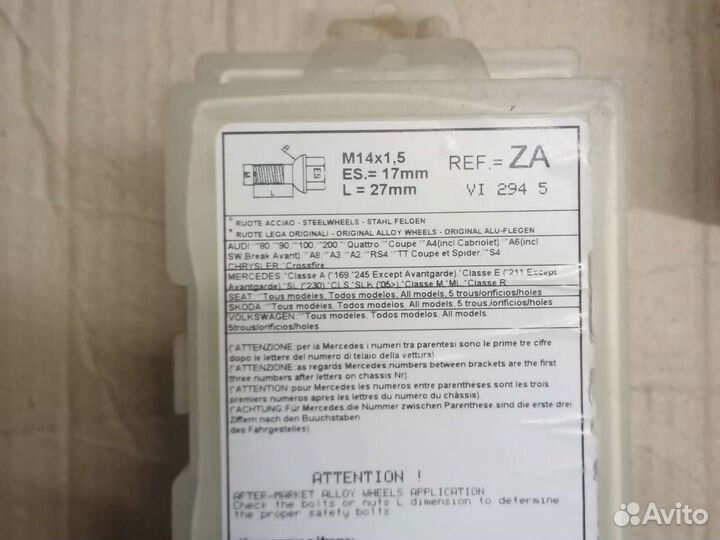 M14x1,5
ES.= 17mm
L = 27mm
REF.= ZA
VI 294 5
M
L
ES
° RUOTE ACCIAO - STEELWHEELS - STAHL FELGEN
* RUOTE LEGA ORIGINALI - ORIGINAL ALLOY WHEELS - ORIGINAL ALU-FLEGEN
AUDI °*80 °*90 °*100 °*200 °*Quattro °*Coupe °*A4(incl Cabriolet) °*A6(incl
SW,Break Avant) °*A8 °*A3 °*A2 °*RS4 °*TT Coupe et Spider °*S4
CHRYSLER °*Crossfire
MERCEDES °*Classe A (*169 *245 Except Avantgarde) °*Classe E (*211 Except
Avantgarde) °*SL (*230) °*CLS °*SLK (*05>) °*Classe M, ML °*Classe R
SEAT °*Tous modeles, Todos modelos, All models, 5 trous/orificios/holes
SKODA °*Tous modeles, Todos modelos, All models, 5 trous/orificios/holes
VOLKSWAGEN: °*Tous modeles, Todos modelos, All models
5trous/orificios/holes
(*ATTENZIONE: per la Mercedes i numeri tra parentesi sono le prime tre cifre
dopo le lettere del numero di telaio della vettura)
(*ATTENZIONE: as regards Mercedes, numbers between brackets are the first
three numbers after letters on chassis Nr).
(*ATTENTION pour Mercedes les numéros entre parentheses sont les trois
premiers numeros apres les lettres du numero du châssis)
(*ACHTUNG Für Mercedes die Nummer zwischen Parenthese, sind die erste drei
Ziffern nach den Buuchstaben
des Fahrgestelles).
ATTENTION !
AFTER-MARKET ALLOY WHEELS APPLICATION
Check the bolts or nuts L dimension to determine
the proper safety bolts
Avito